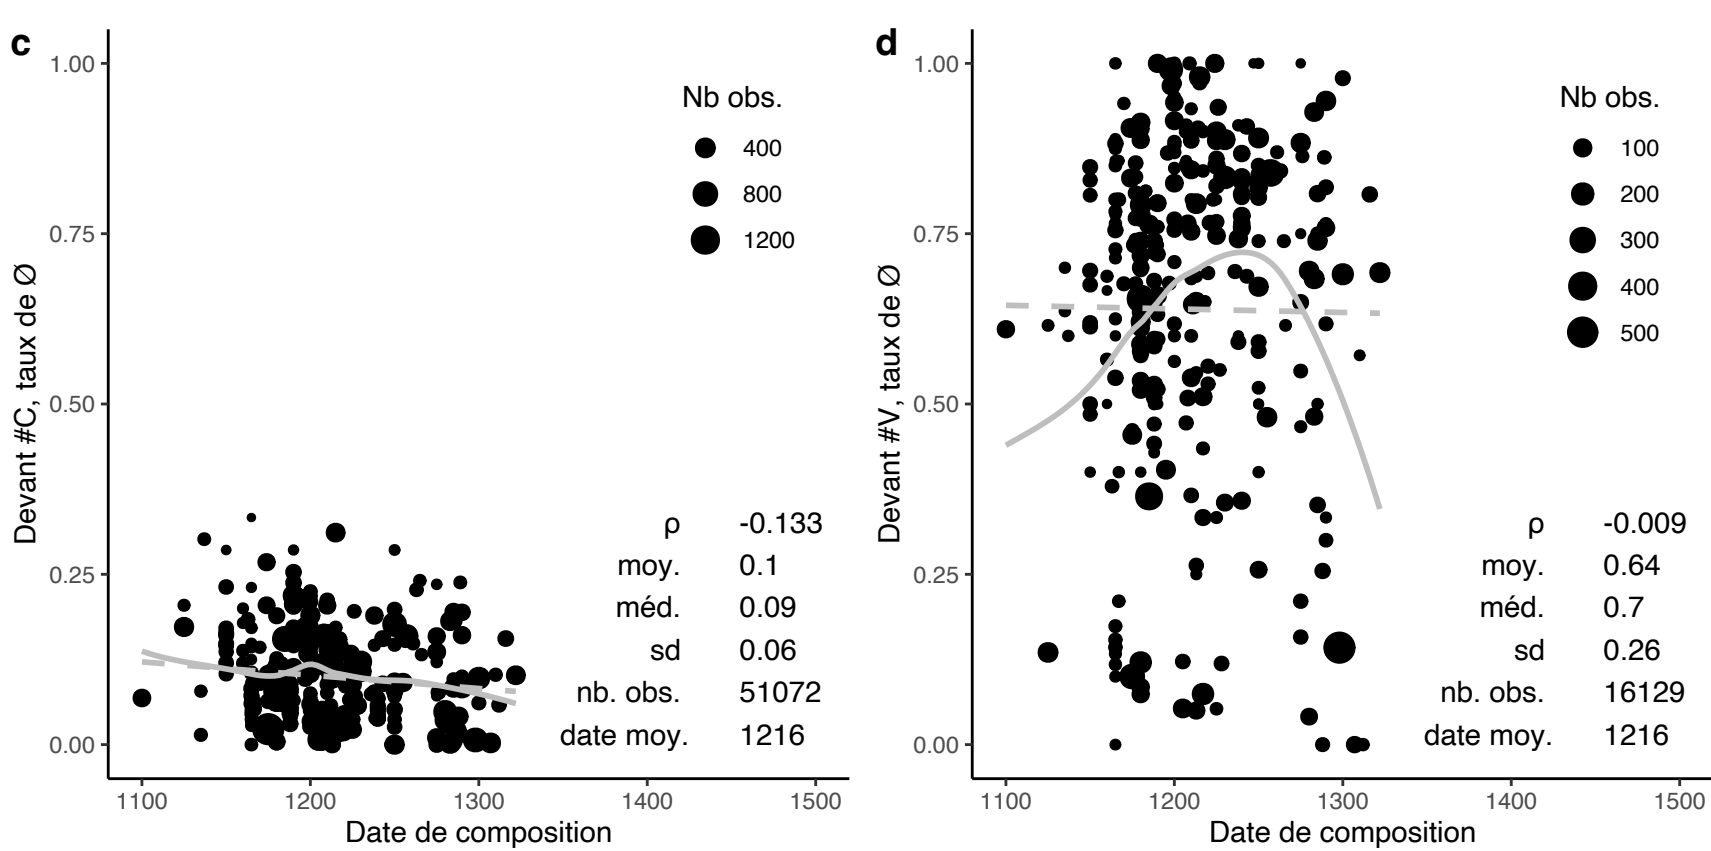 c
1.00
0.75
0.50
0.25
0.00
Devant #C, taux de Ø
Nb obs.
400
800
1200
ρ -0.133
moy. 0.1
méd. 0.09
sd 0.06
nb. obs. 51072
date moy. 1216
1100 1200 1300 1400 1500
Date de composition
d
1.00
0.75
0.50
0.25
0.00
Devant #V, taux de Ø
Nb obs.
100
200
300
400
500
ρ -0.009
moy. 0.64
méd. 0.7
sd 0.26
nb. obs. 16129
date moy. 1216
1100 1200 1300 1400 1500
Date de composition